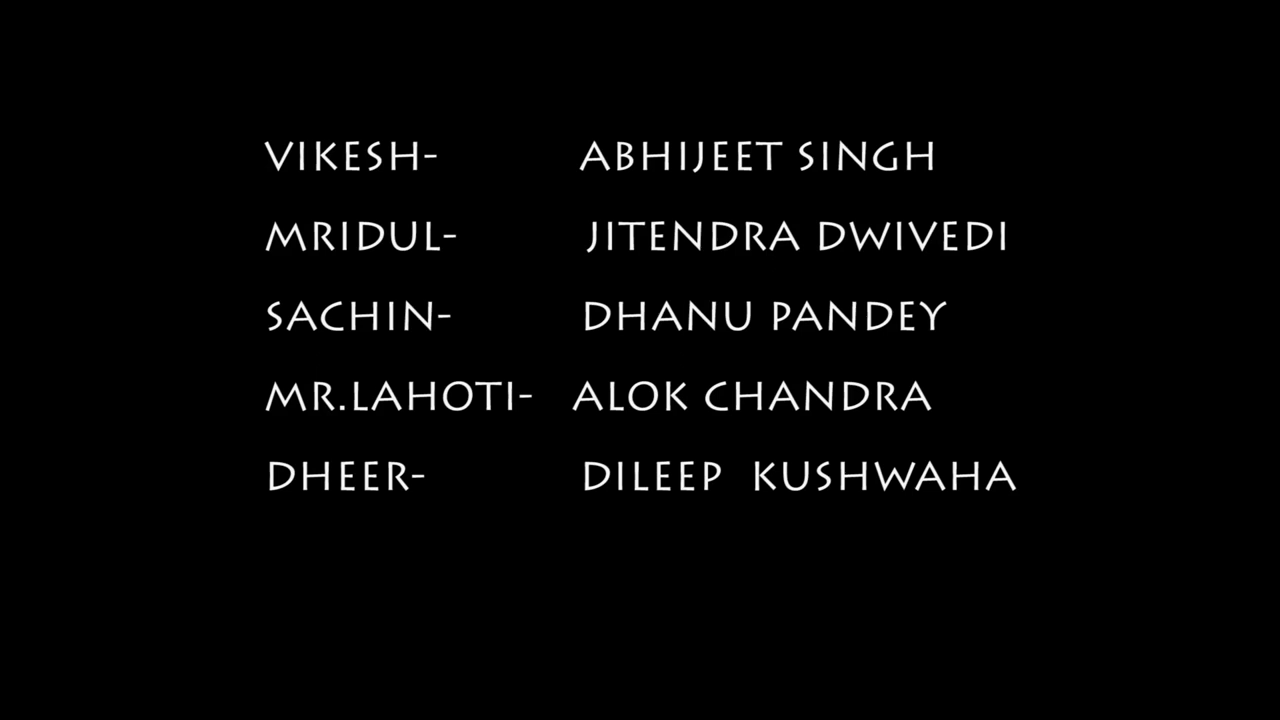 VIKESH- ABHIJEET SINGH
MRIDUL- JITENDRA DWIVEDI
SACHIN- DHANU PANDEY
MR.LAHOTI- ALOK CHANDRA
DHEER- DILEEP KUSHWAHA